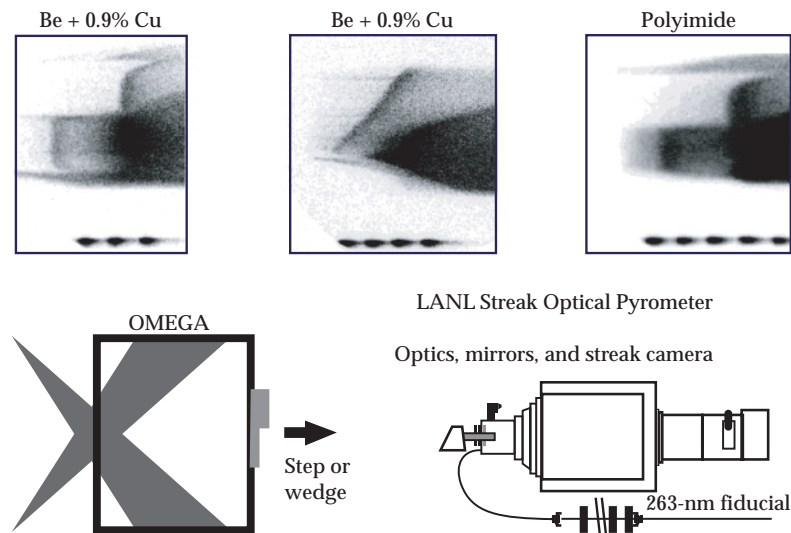 Be + 0.9% Cu
Be + 0.9% Cu
Polyimide
LANL Streak Optical Pyrometer
OMEGA
Optics, mirrors, and streak camera
Step or
wedge
263-nm fiducial